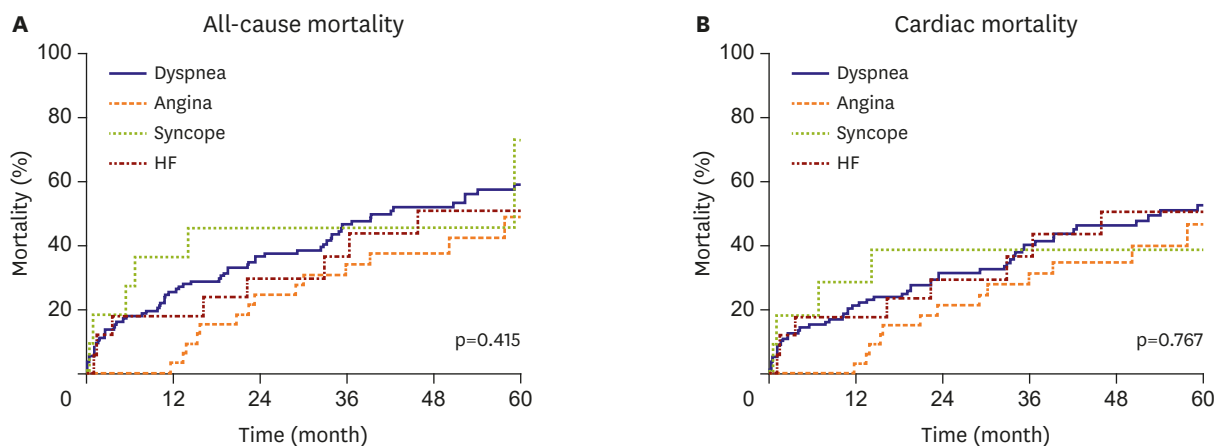 A All-cause mortality
100
80
60
40
20
Mortality (%)
Dyspnea
Angina
Syncope
HF
p=0.415
0 12 24 36 48 60
Time (month)
B Cardiac mortality
100
80
60
40
20
Mortality (%)
Dyspnea
Angina
Syncope
HF
p=0.767
0 12 24 36 48 60
Time (month)